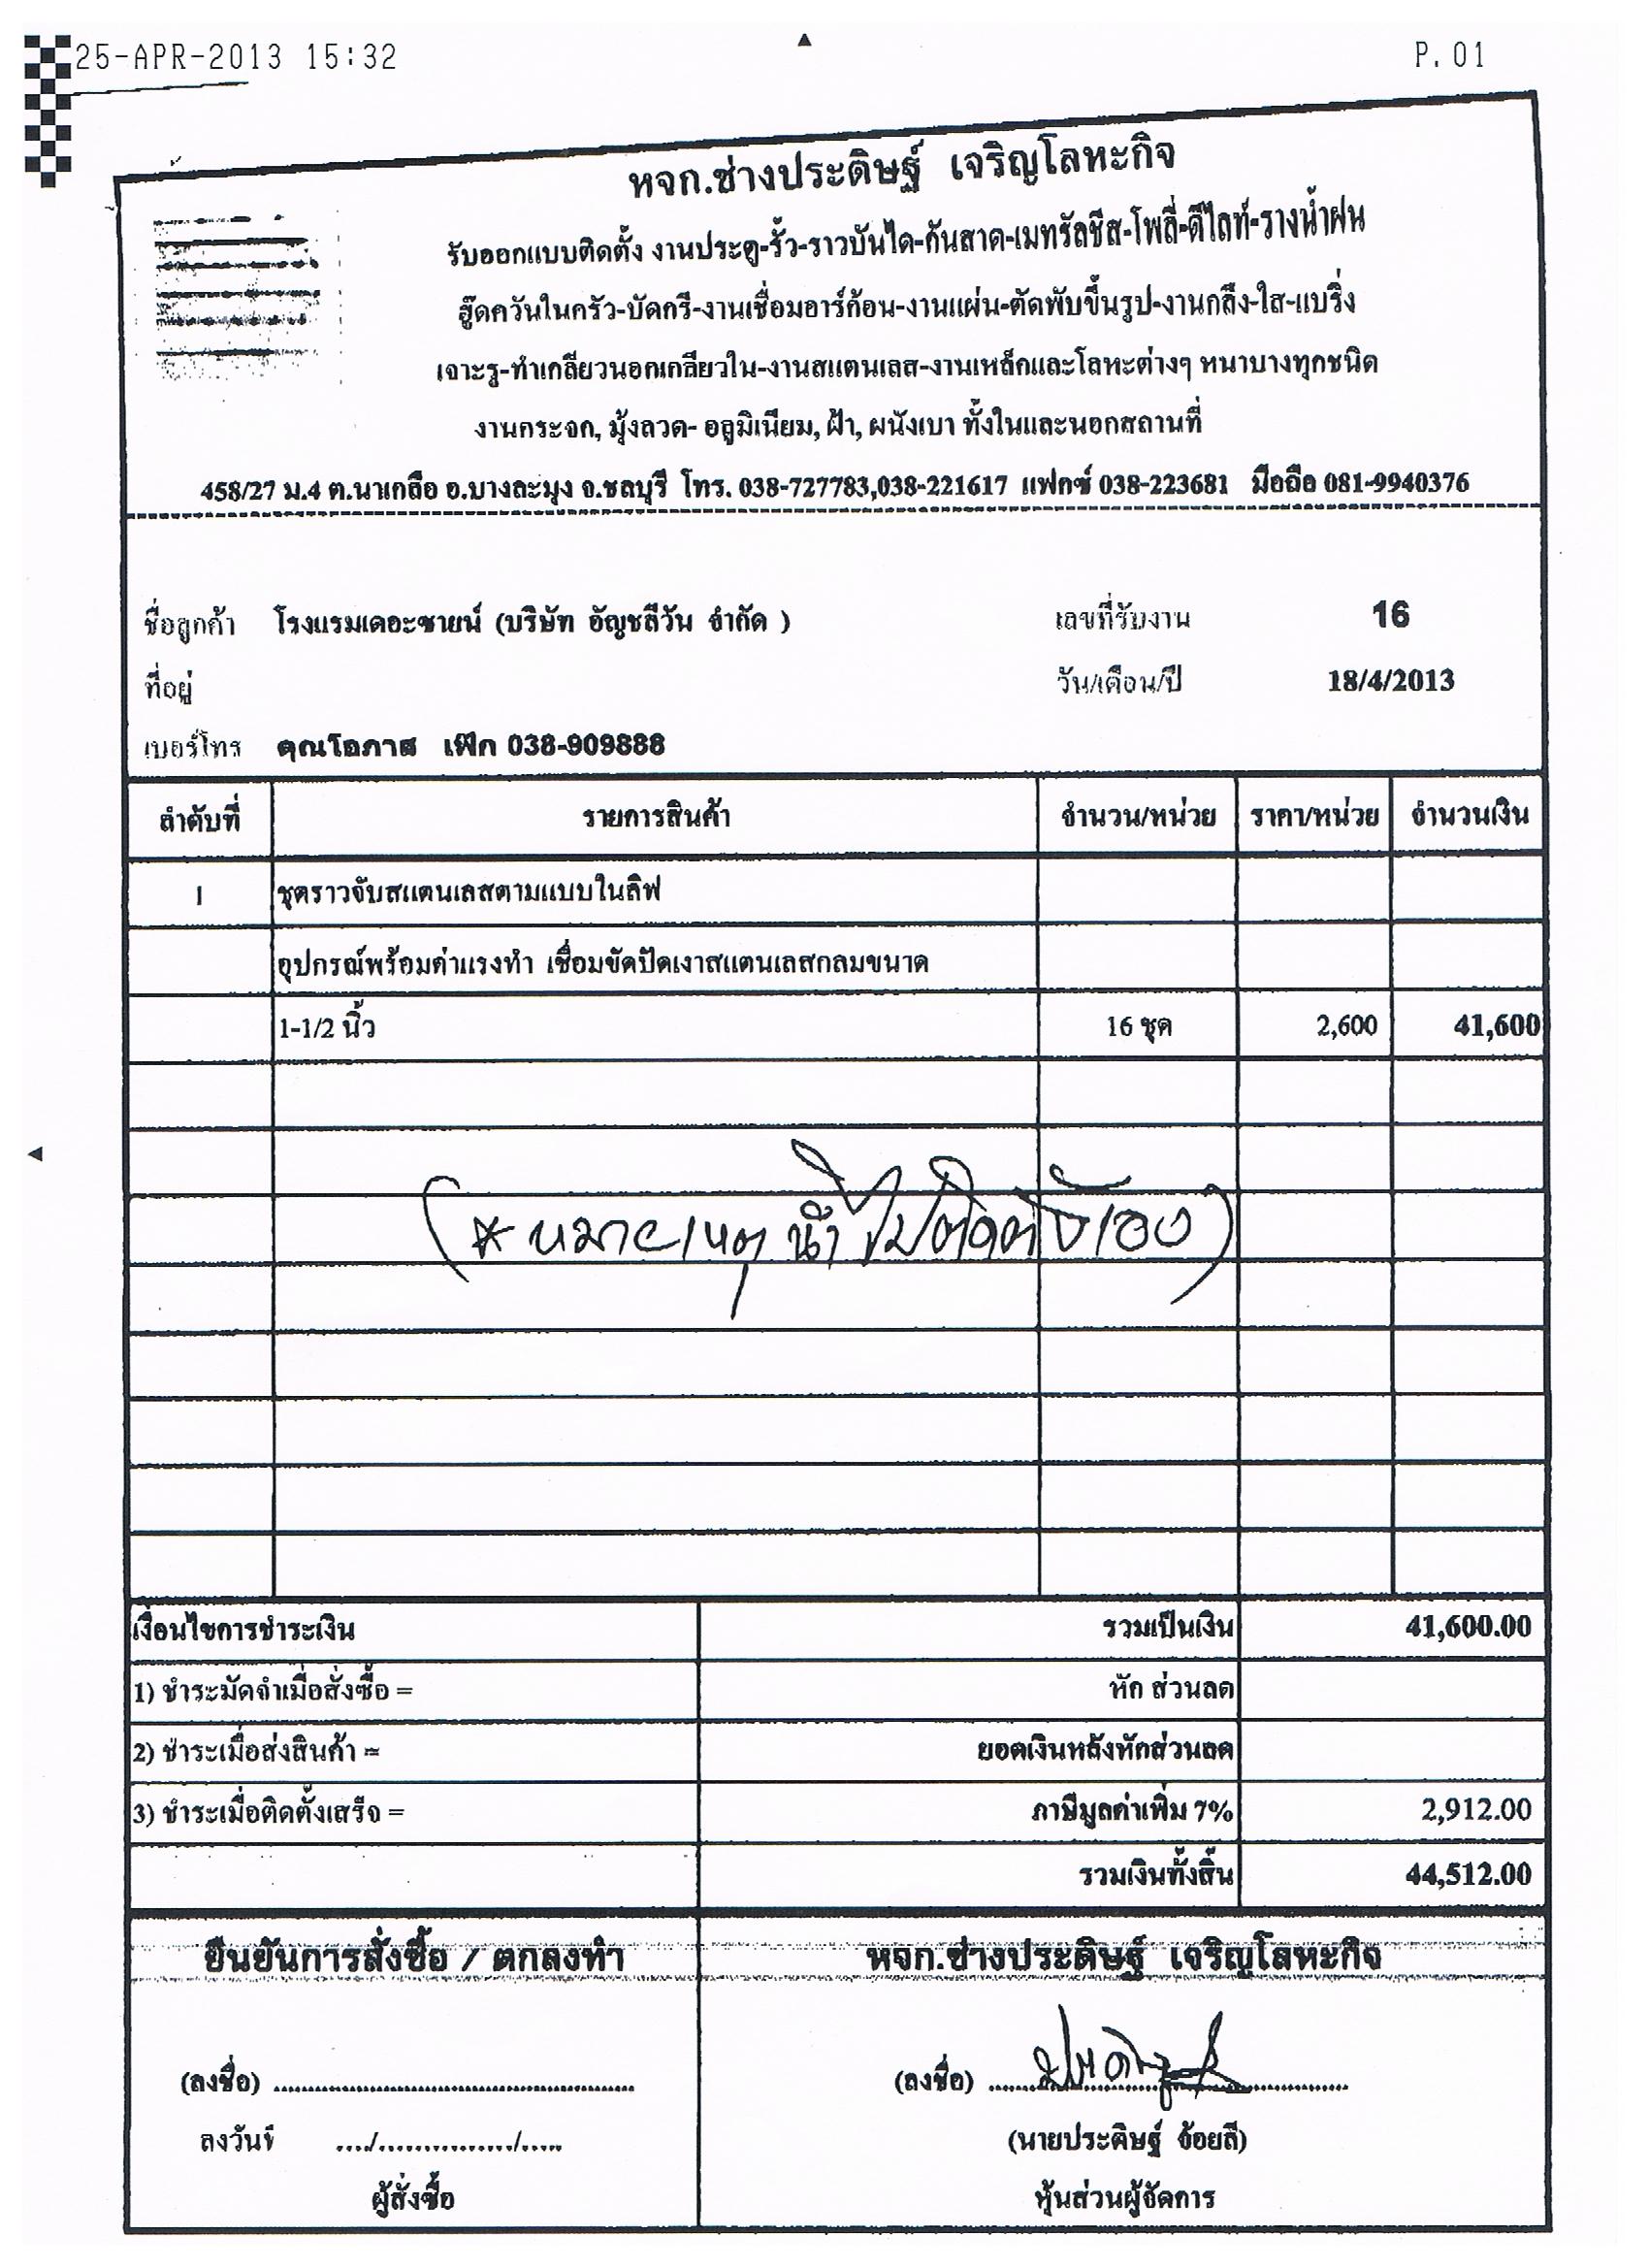 25-APR-2013 15:32 P.01
หจก.ช่างประดิษฐ์ เจริญโลหะกิจ
รับออกแบบติดตั้ง งานประตู-รั้ว-ราวบันได-กันสาด-เมทรัลชีส-โพลี่-ดีไลท์-รางน้ำฝน
ฮู๊ดควันในครัว-บัดกรี-งานเชื่อมอาร์ก้อน-งานแผ่น-ตัดพับขึ้นรูป-งานกลึง-ใส-แบริ่ง
เจาะรู-ทำเกลียวนอกเกลียวใน-งานสแตนเลส-งานเหล็กและโลหะต่างๆ หนาบางทุกชนิด
งานกระจก, มุ้งลวด- อลูมิเนียม, ฝ้า, ผนังเบา ทั้งในและนอกสถานที่
458/27 ม.4 ต.นาเกลือ อ.บางละมุง จ.ชลบุรี โทร. 038-727783,038-221617 แฟกซ์ 038-223681 มือถือ 081-9940376
ชื่อลูกค้า โรงแรมเดอะซายน์ (บริษัท อัญชลีวัน จำกัด ) เลขที่รับงาน 16
ที่อยู่ วัน/เดือน/ปี 18/4/2013
เบอร์โทร คุณโอภาส เฟ๊ก 038-909888
ลำดับที่ รายการสินค้า จำนวน/หน่วย ราคา/หน่วย จำนวนเงิน
1 ชุดราวจับสแตนเลสตามแบบในลิฟ
อุปกรณ์พร้อมค่าแรงทำ เชื่อมขัดปัดเงาสแตนเลสกลมขนาด
1-1/2 นิ้ว 16 ชุด 2,600 41,600
(* หมายเหตุ นำไปติดตั้งเอง)
เงื่อนไขการชำระเงิน รวมเป็นเงิน 41,600.00
1) ชำระมัดจำเมื่อสั่งซื้อ = หัก ส่วนลด
2) ชำระเมื่อส่งสินค้า = ยอดเงินหลังหักส่วนลด
3) ชำระเมื่อติดตั้งเสร็จ = ภาษีมูลค่าเพิ่ม 7% 2,912.00
รวมเงินทั้งสิ้น 44,512.00
ยืนยันการสั่งซื้อ / ตกลงทำ หจก.ช่างประดิษฐ์ เจริญโลหะกิจ
(ลงชื่อ) .................................................. (ลงชื่อ) ..................................................
ลงวันที่ ..../................/..... (นายประดิษฐ์ จ้อยลี)
ผู้สั่งซื้อ หุ้นส่วนผู้จัดการ